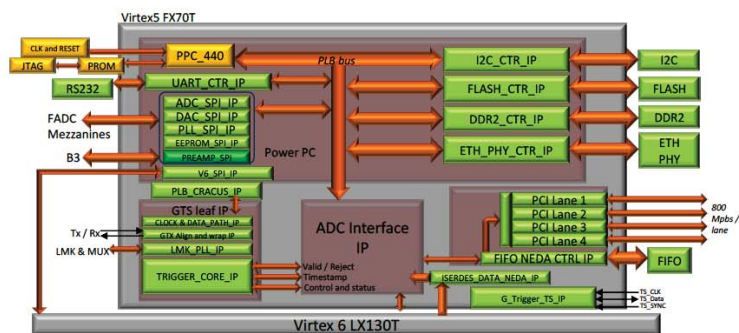 Virtex5 FX70T
CLK and RESET
PPC_440
PLB bus
I2C_CTR_IP
I2C
JTAG
PROM
UART_CTR_IP
RS232
FLASH_CTR_IP
FLASH
ADC_SPI_IP
DAC_SPI_IP
PLL_SPI_IP
EEPROM_SPI_IP
PREAMP_SPI
FADC
Mezzanines
DDR2_CTR_IP
DDR2
Power PC
B3
ETH_PHY_CTR_IP
ETH
PHY
V6_SPI_IP
PLB_CRACUS_IP
GTS leaf IP
CLOCK & DATA_PATH_IP
Tx / Rx
GTX Align and wrap IP
LMK & MUX
LMK_PLL_IP
TRIGGER_CORE_IP
Valid / Reject
Timestamp
Control and status
ADC Interface
IP
PCI Lane 1
PCI Lane 2
PCI Lane 3
PCI Lane 4
800
Mpbs /
lane
FIFO NEDA CTRL IP
FIFO
ISERDES_DATA_NEDA_IP
G_Trigger_TS_IP
TS_CLK
TS_Data
TS_SYNC
Virtex 6 LX130T